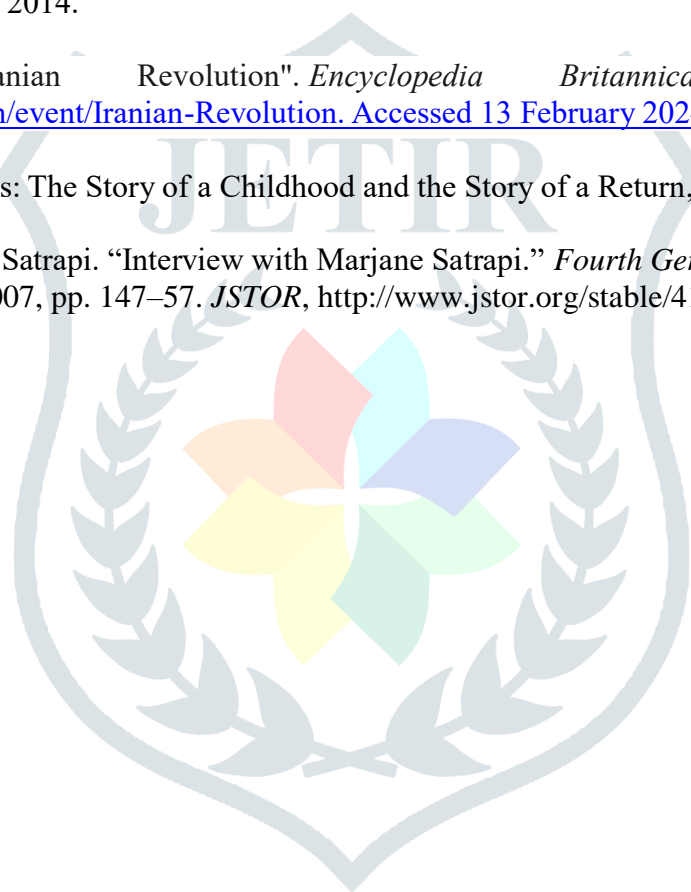 2014.
anian Revolution". Encyclopedia Britannica
n/event/Iranian-Revolution. Accessed 13 February 202
JETIR
s: The Story of a Childhood and the Story of a Return,
Satrapi. “Interview with Marjane Satrapi.” Fourth Ge
007, pp. 147–57. JSTOR, http://www.jstor.org/stable/4